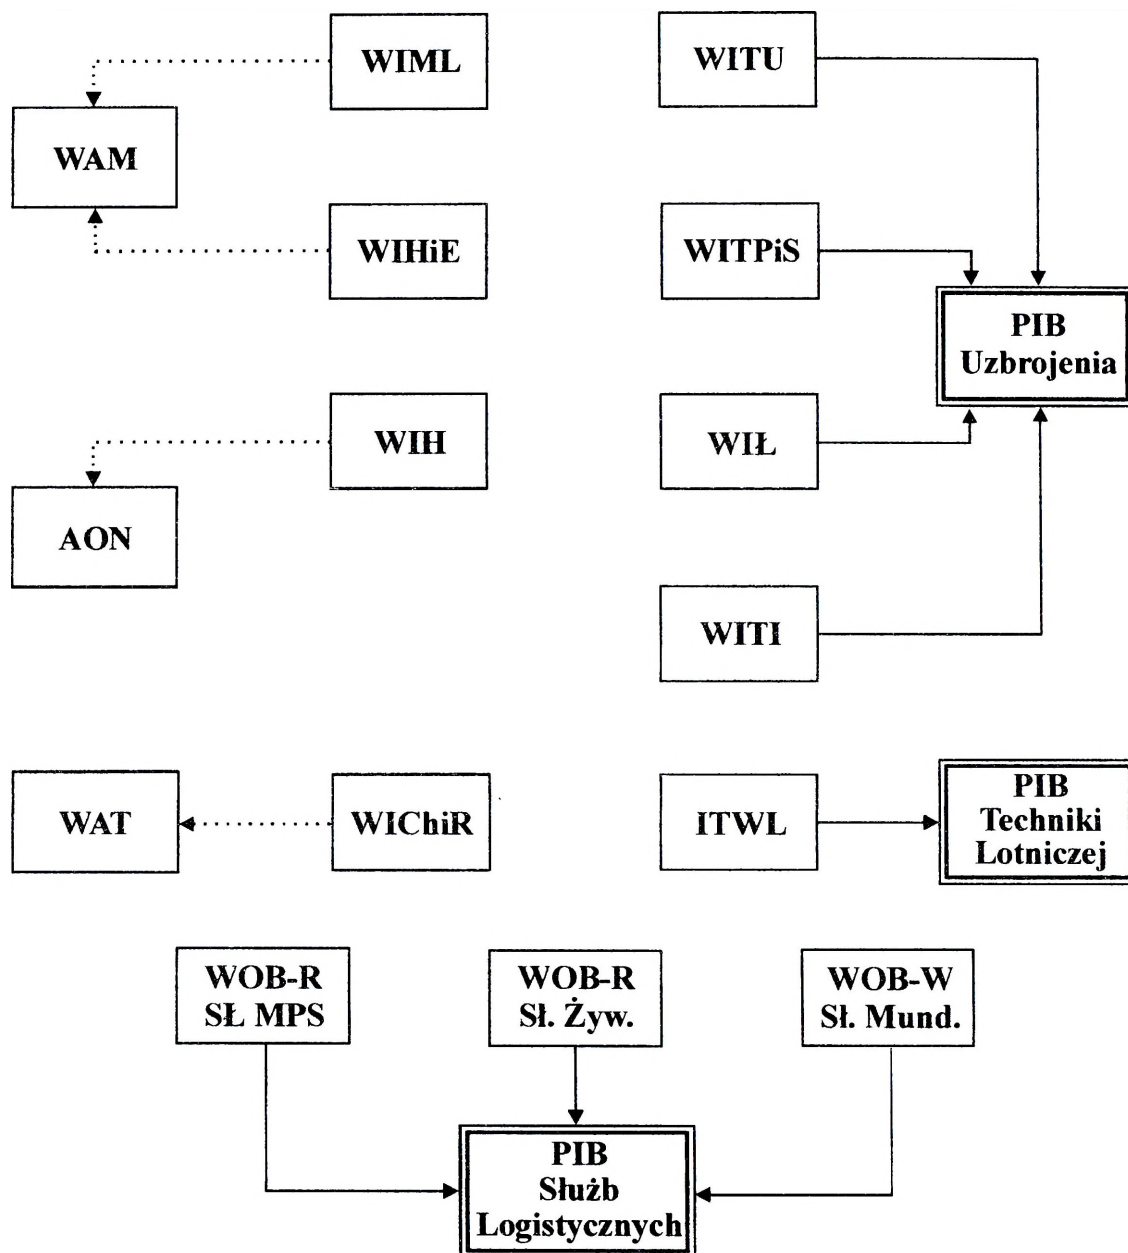 WIML
WITU
WAM
WIHiE
WITPiS
PIB
Uzbrojenia
WIH
WIŁ
AON
WITI
WAT
WIChiR
ITWL
PIB
Techniki
Lotniczej
WOB-R
SŁ MPS
WOB-R
Sł. Żyw.
WOB-W
Sł. Mund.
PIB
Służb
Logistycznych